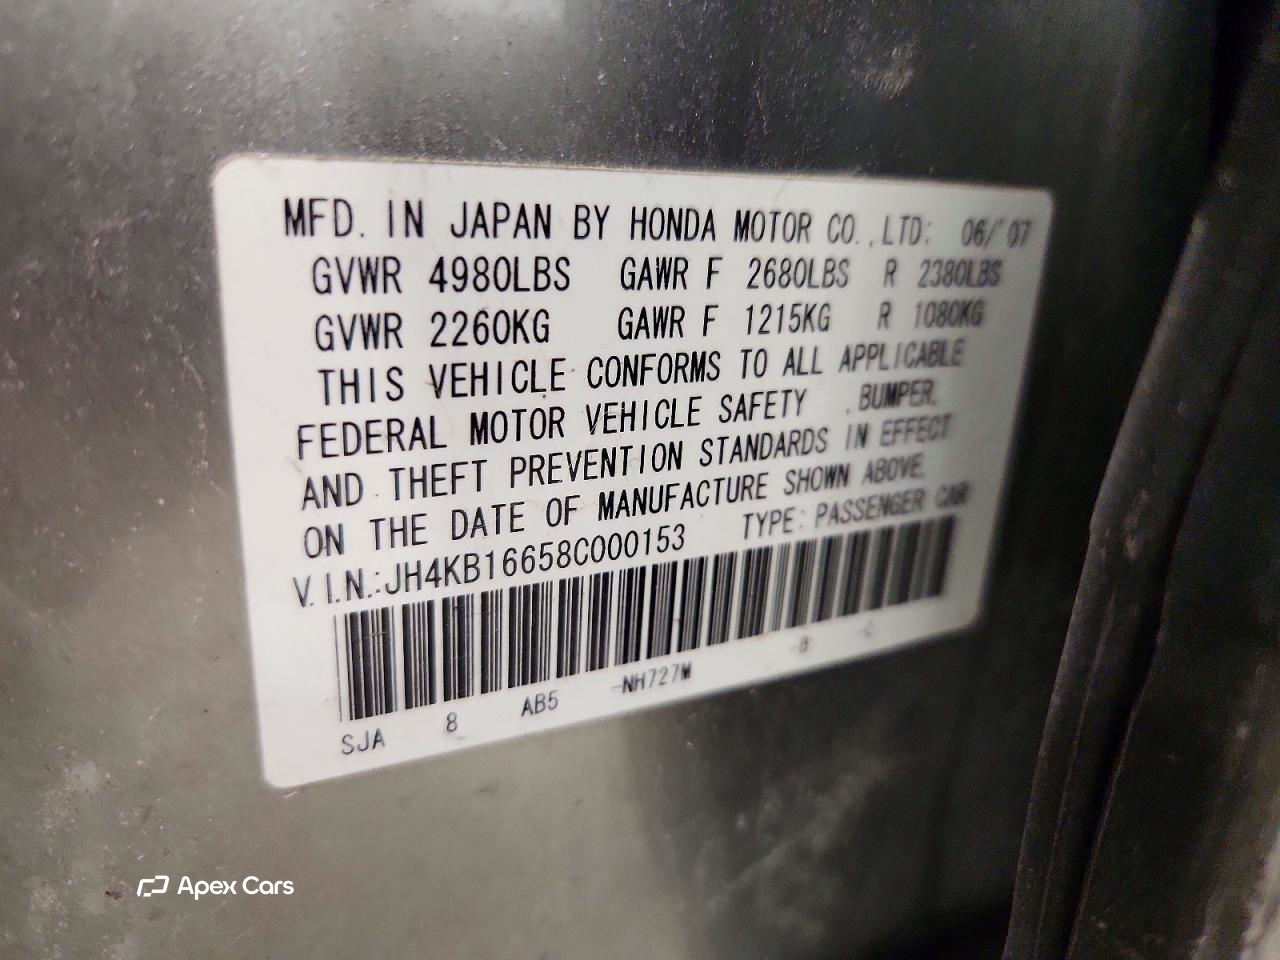 MFD. IN JAPAN BY HONDA MOTOR CO.,LTD. 06/'07
GVWR 4980LBS GAWR F 2680LBS R 2380LBS
GVWR 2260KG GAWR F 1215KG R 1080KG
THIS VEHICLE CONFORMS TO ALL APPLICABLE
FEDERAL MOTOR VEHICLE SAFETY , BUMPER,
AND THEFT PREVENTION STANDARDS IN EFFECT
ON THE DATE OF MANUFACTURE SHOWN ABOVE.
V.I.N.:JH4KB16658C000153 TYPE: PASSENGER CAR
SJA 8 AB5 -NH727M -B -C
Apex Cars